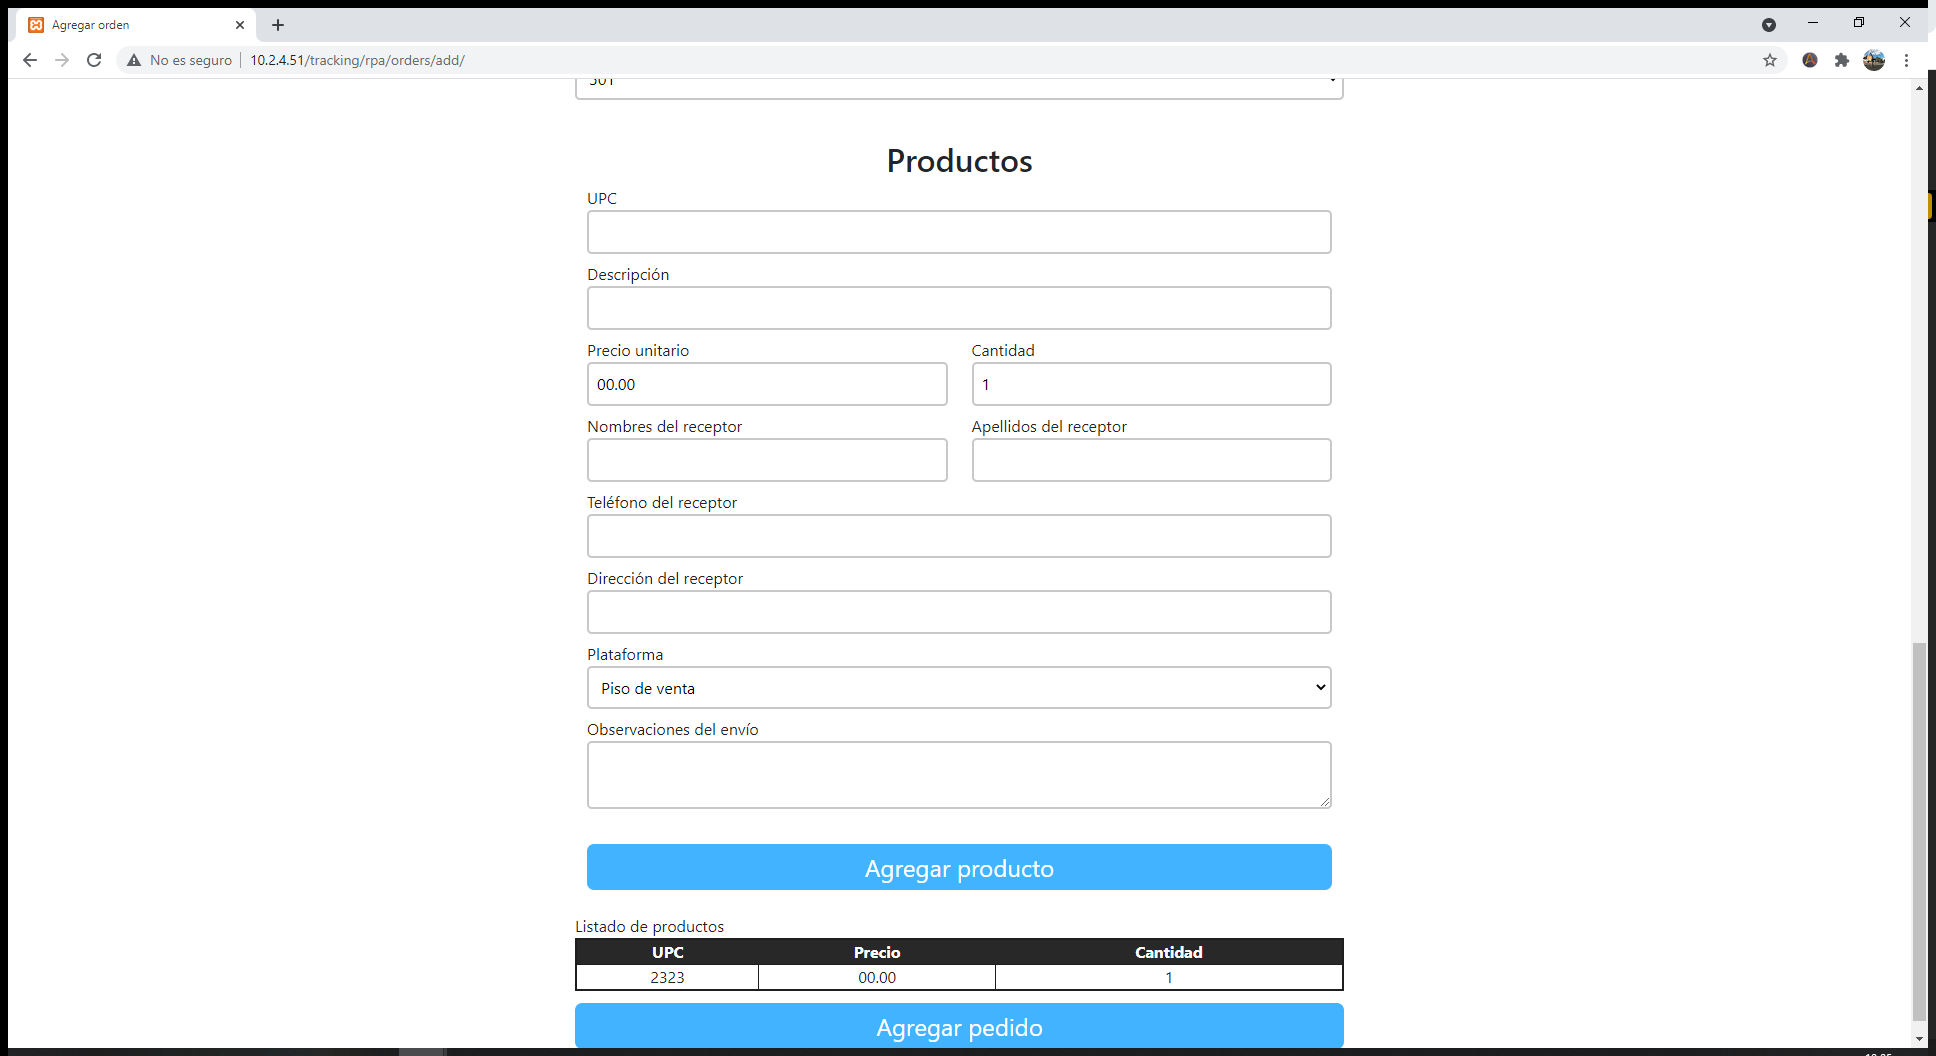 Agregar orden
No es seguro 10.2.4.51/tracking/rpa/orders/add/
Productos
UPC
Descripción
Precio unitario Cantidad
00.00 1
Nombres del receptor Apellidos del receptor
Teléfono del receptor
Dirección del receptor
Plataforma
Piso de venta
Observaciones del envío
Agregar producto
Listado de productos
UPC Precio Cantidad
2323 00.00 1
Agregar pedido